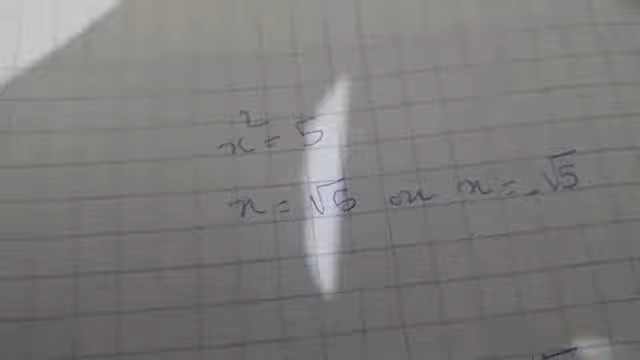 x² = 5
x = √5 ou x = -√5